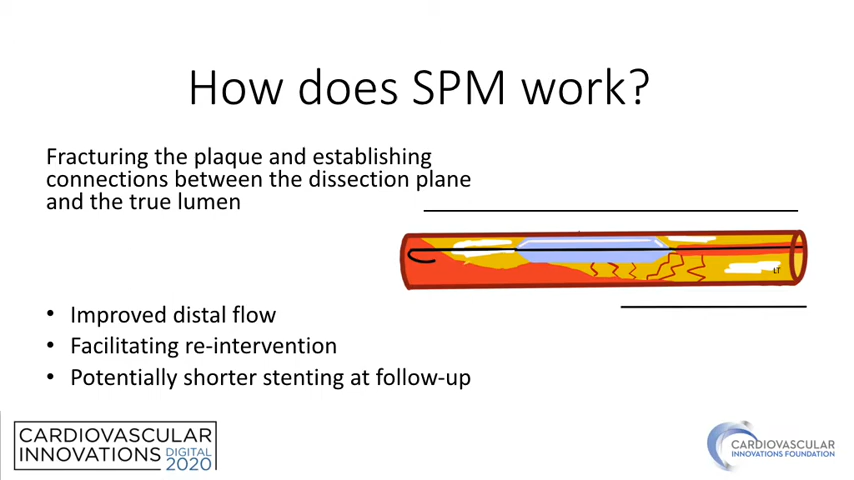 How does SPM work?
Fracturing the plaque and establishing
connections between the dissection plane
and the true lumen
LT
• Improved distal flow
• Facilitating re-intervention
• Potentially shorter stenting at follow-up
CARDIOVASCULAR
INNOVATIONS DIGITAL
2020
CARDIOVASCULAR
INNOVATIONS FOUNDATION